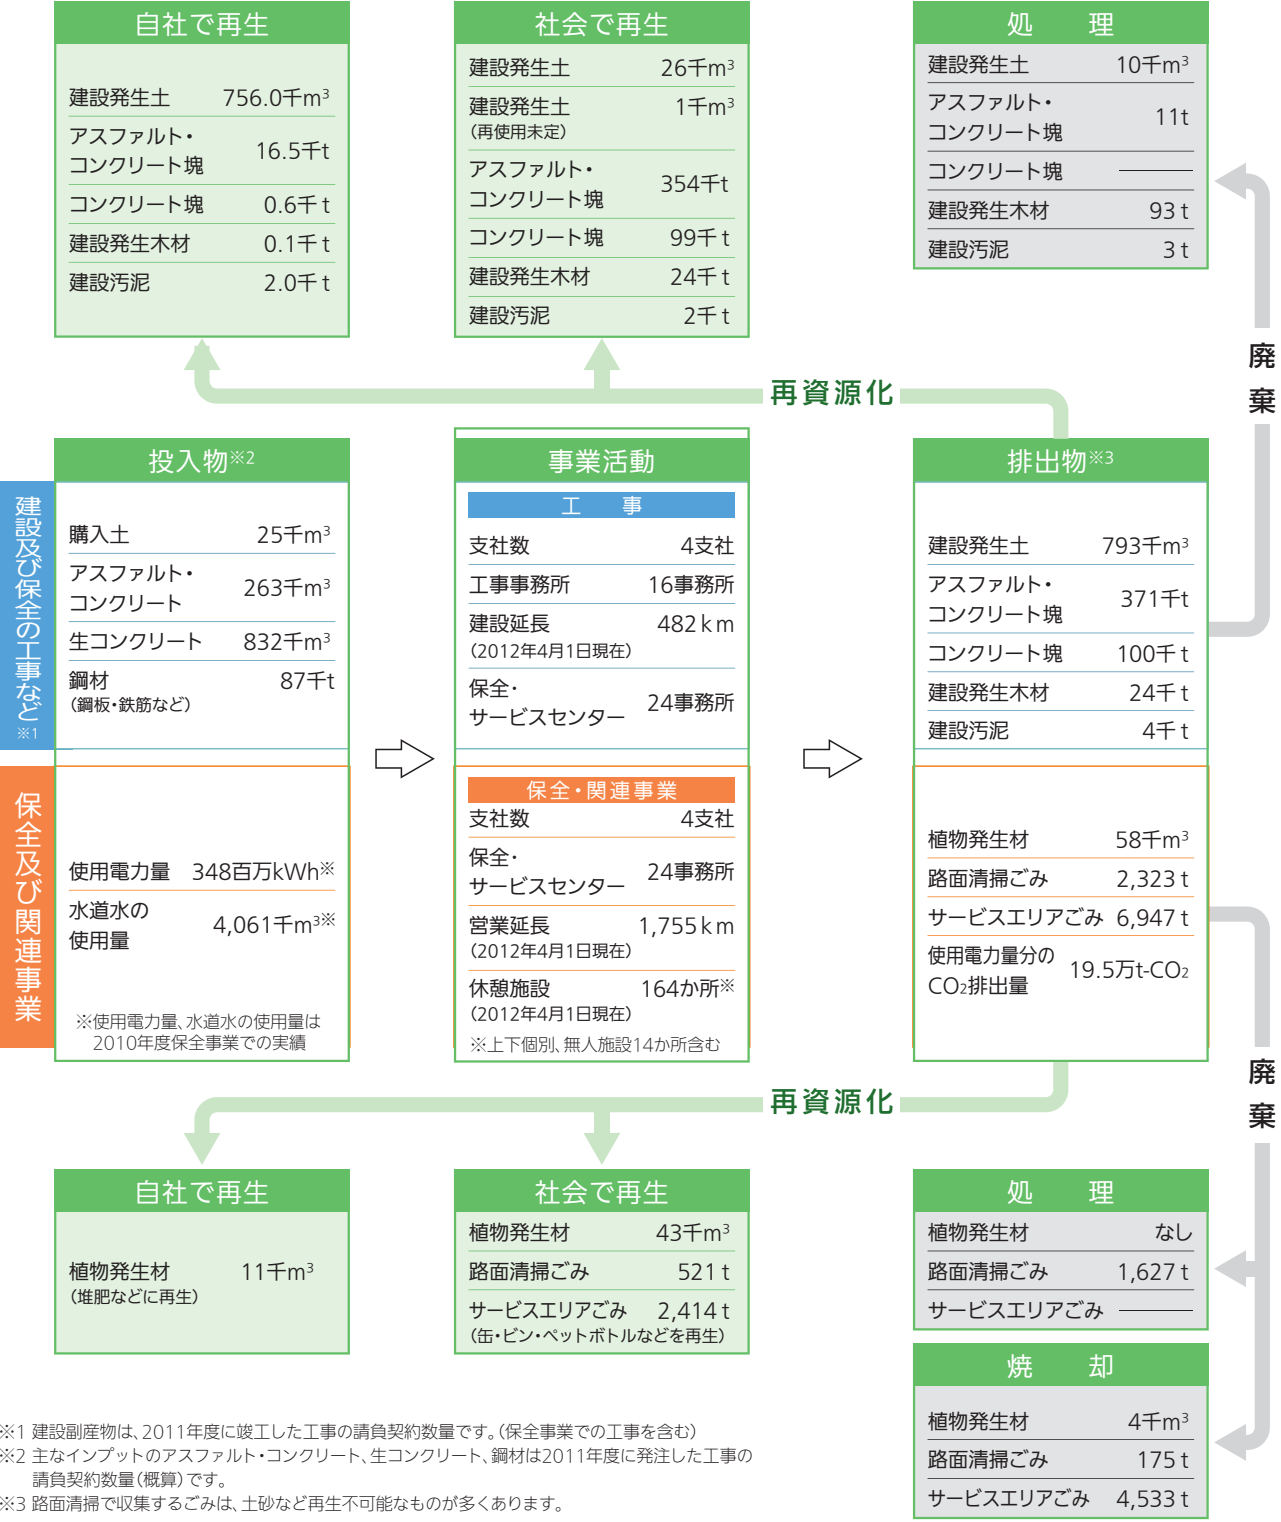 自社で再生
建設発生土 756.0千m³
アスファルト・
コンクリート塊 16.5千t
コンクリート塊 0.6千t
建設発生木材 0.1千t
建設汚泥 2.0千t
社会で再生
建設発生土 26千m³
建設発生土 1千m³
(再使用未定)
アスファルト・
コンクリート塊 354千t
コンクリート塊 99千t
建設発生木材 24千t
建設汚泥 2千t
処 理
建設発生土 10千m³
アスファルト・
コンクリート塊 11t
コンクリート塊 ―――
建設発生木材 93t
建設汚泥 3t
廃棄
再資源化
建設及び保全の工事など※1
投入物※2
購入土 25千m³
アスファルト・
コンクリート 263千m³
生コンクリート 832千m³
鋼材 87千t
(鋼板・鉄筋など)
事業活動
工 事
支社数 4支社
工事事務所 16事務所
建設延長 482km
(2012年4月1日現在)
保全・
サービスセンター 24事務所
排出物※3
建設発生土 793千m³
アスファルト・
コンクリート塊 371千t
コンクリート塊 100千t
建設発生木材 24千t
建設汚泥 4千t
保全及び関連事業
使用電力量 348百万kWh※
水道水の
使用量 4,061千m³※
※使用電力量、水道水の使用量は
2010年度保全事業での実績
保全・関連事業
支社数 4支社
保全・
サービスセンター 24事務所
営業延長 1,755km
(2012年4月1日現在)
休憩施設 164か所※
(2012年4月1日現在)
※上下個別、無人施設14か所含む
植物発生材 58千m³
路面清掃ごみ 2,323t
サービスエリアごみ 6,947t
使用電力量分の
CO₂排出量 19.5万t-CO₂
廃棄
再資源化
自社で再生
植物発生材 11千m³
(堆肥などに再生)
社会で再生
植物発生材 43千m³
路面清掃ごみ 521t
サービスエリアごみ 2,414t
(缶・ビン・ペットボトルなどを再生)
処 理
植物発生材 なし
路面清掃ごみ 1,627t
サービスエリアごみ ―――
焼 却
植物発生材 4千m³
路面清掃ごみ 175t
サービスエリアごみ 4,533t
※1 建設副産物は、2011年度に竣工した工事の請負契約数量です。(保全事業での工事を含む)
※2 主なインプットのアスファルト・コンクリート、生コンクリート、鋼材は2011年度に発注した工事の
請負契約数量(概算)です。
※3 路面清掃で収集するごみは、土砂など再生不可能なものが多くあります。